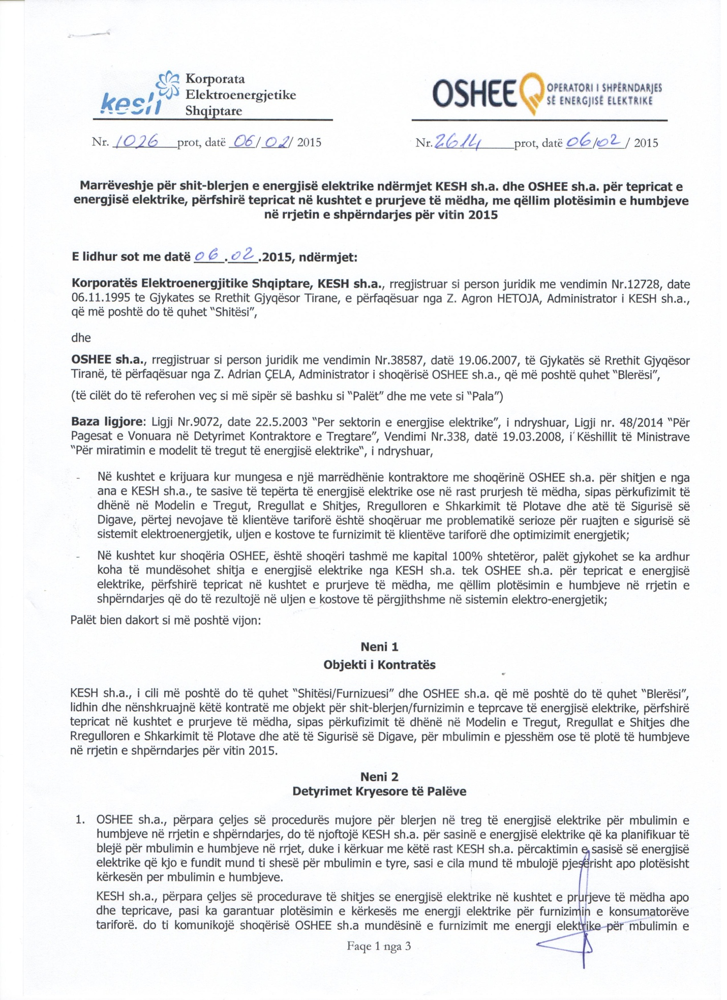 kesh Korporata
Elektroenergjetike
Shqiptare
OSHEE OPERATORI I SHPËRNDARJES
SË ENERGJISË ELEKTRIKE
Nr. 1026 prot, datë 06/ 02/ 2015
Nr. 2614 prot, datë 06/02/ 2015
Marrëveshje për shit-blerjen e energjisë elektrike ndërmjet KESH sh.a. dhe OSHEE sh.a. për tepricat e
energjisë elektrike, përfshirë tepricat në kushtet e prurjeve të mëdha, me qëllim plotësimin e humbjeve
në rrjetin e shpërndarjes për vitin 2015
E lidhur sot me datë 06.02.2015, ndërmjet:
Korporatës Elektroenergjitike Shqiptare, KESH sh.a., rregjistruar si person juridik me vendimin Nr.12728, date
06.11.1995 te Gjykates se Rrethit Gjyqësor Tirane, e përfaqësuar nga Z. Agron HETOJA, Administrator i KESH sh.a.,
që më poshtë do të quhet "Shitësi",
dhe
OSHEE sh.a., rregjistruar si person juridik me vendimin Nr.38587, datë 19.06.2007, të Gjykatës së Rrethit Gjyqësor
Tiranë, të përfaqësuar nga Z. Adrian ÇELA, Administrator i shoqërisë OSHEE sh.a., që më poshtë quhet "Blerësi",
(të cilët do të referohen veç si më sipër së bashku si "Palët" dhe me vete si "Pala")
Baza ligjore: Ligji Nr.9072, date 22.5.2003 "Per sektorin e energjise elektrike", i ndryshuar, Ligji nr. 48/2014 "Për
Pagesat e Vonuara në Detyrimet Kontraktore e Tregtare", Vendimi Nr.338, datë 19.03.2008, i Këshillit të Ministrave
"Për miratimin e modelit të tregut të energjisë elektrike", i ndryshuar,
- Në kushtet e krijuara kur mungesa e një marrëdhënie kontraktore me shoqërinë OSHEE sh.a. për shitjen e nga
ana e KESH sh.a., te sasive të tepërta të energjisë elektrike ose në rast prurjesh të mëdha, sipas përkufizimit të
dhënë në Modelin e Tregut, Rregullat e Shitjes, Rregulloren e Shkarkimit të Plotave dhe atë të Sigurisë së
Digave, përtej nevojave të klientëve tariforë është shoqëruar me problematikë serioze për ruajten e sigurisë së
sistemit elektroenergjetik, uljen e kostove te furnizimit të klientëve tariforë dhe optimizimit energjetik;
- Në kushtet kur shoqëria OSHEE, është shoqëri tashmë me kapital 100% shtetëror, palët gjykohet se ka ardhur
koha të mundësohet shitja e energjisë elektrike nga KESH sh.a. tek OSHEE sh.a. për tepricat e energjisë
elektrike, përfshirë tepricat në kushtet e prurjeve të mëdha, me qëllim plotësimin e humbjeve në rrjetin e
shpërndarjes që do të rezultojë në uljen e kostove të përgjithshme në sistemin elektro-energjetik;
Palët bien dakort si më poshtë vijon:
Neni 1
Objekti i Kontratës
KESH sh.a., i cili më poshtë do të quhet "Shitësi/Furnizuesi" dhe OSHEE sh.a. që më poshtë do të quhet "Blerësi",
lidhin dhe nënshkruajnë këtë kontratë me objekt për shit-blerjen/furnizimin e teprcave të energjisë elektrike, përfshirë
tepricat në kushtet e prurjeve të mëdha, sipas përkufizimit të dhënë në Modelin e Tregut, Rregullat e Shitjes dhe
Rregulloren e Shkarkimit të Plotave dhe atë të Sigurisë së Digave, për mbulimin e pjesshëm ose të plotë të humbjeve
në rrjetin e shpërndarjes për vitin 2015.
Neni 2
Detyrimet Kryesore të Palëve
1. OSHEE sh.a., përpara çeljes së procedurës mujore për blerjen në treg të energjisë elektrike për mbulimin e
humbjeve në rrjetin e shpërndarjes, do të njoftojë KESH sh.a. për sasinë e energjisë elektrike që ka planifikuar të
blejë për mbulimin e humbjeve në rrjet, duke i kërkuar me këtë rast KESH sh.a. përcaktimin e sasisë së energjisë
elektrike që kjo e fundit mund ti shesë për mbulimin e tyre, sasi e cila mund të mbulojë pjesërisht apo plotësisht
kërkesën per mbulimin e humbjeve.
KESH sh.a., përpara çeljes së procedurave të shitjes se energjisë elektrike në kushtet e prurjeve të mëdha apo
dhe tepricave, pasi ka garantuar plotësimin e kërkesës me energji elektrike për furnizimin e konsumatorëve
tariforë. do ti komunikojë shoqërisë OSHEE sh.a mundësinë e furnizimit me energji elektrike për mbulimin e
Faqe 1 nga 3